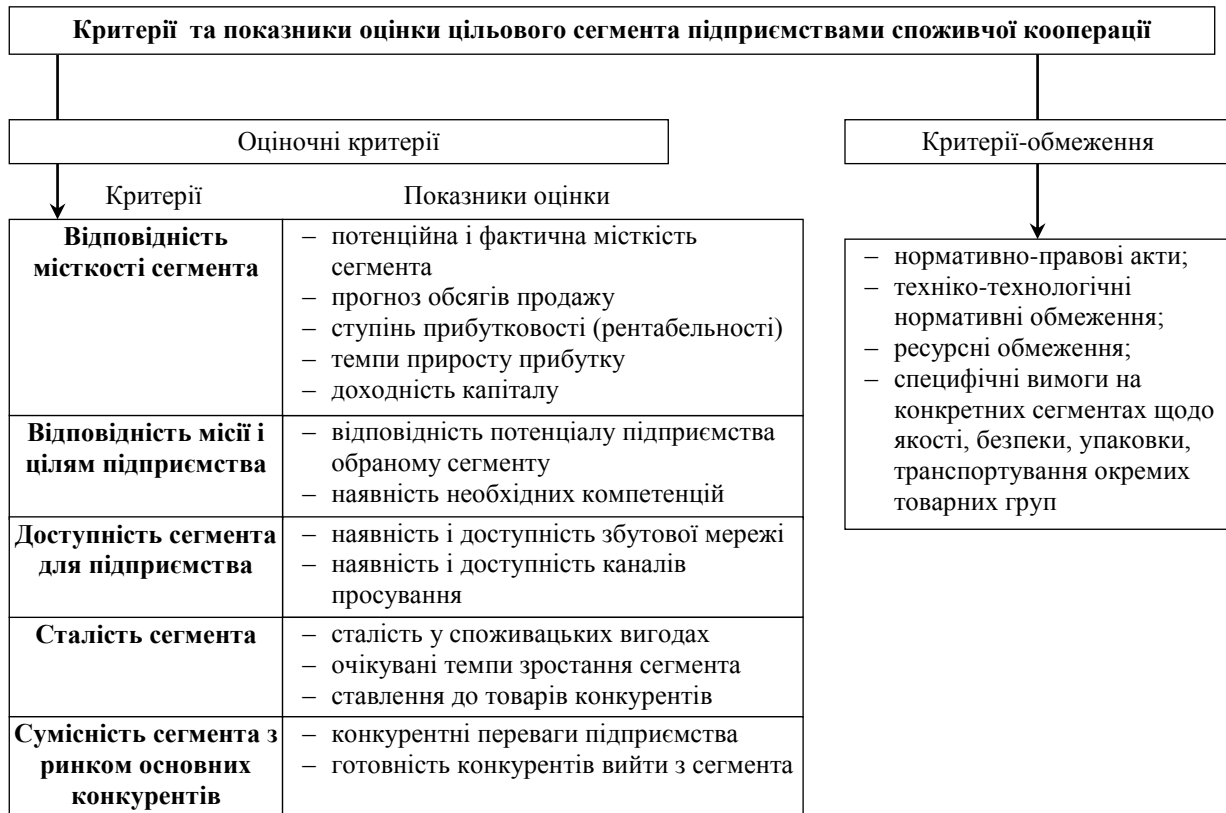 Критерії та показники оцінки цільового сегмента підприємствами споживчої кооперації
Оціночні критерії
Критерії
Показники оцінки
Відповідність
місткості сегмента
– потенційна і фактична місткість
сегмента
– прогноз обсягів продажу
– ступінь прибутковості (рентабельності)
– темпи приросту прибутку
– доходність капіталу
Відповідність місії і
цілям підприємства
– відповідність потенціалу підприємства
обраному сегменту
– наявність необхідних компетенцій
Доступність сегмента
для підприємства
– наявність і доступність збутової мережі
– наявність і доступність каналів
просування
Сталість сегмента
– сталість у споживацьких вигодах
– очікувані темпи зростання сегмента
– ставлення до товарів конкурентів
Сумісність сегмента з
ринком основних
конкурентів
– конкурентні переваги підприємства
– готовність конкурентів вийти з сегмента
Критерії-обмеження
– нормативно-правові акти;
– техніко-технологічні
нормативні обмеження;
– ресурсні обмеження;
– специфічні вимоги на
конкретних сегментах щодо
якості, безпеки, упаковки,
транспортування окремих
товарних груп